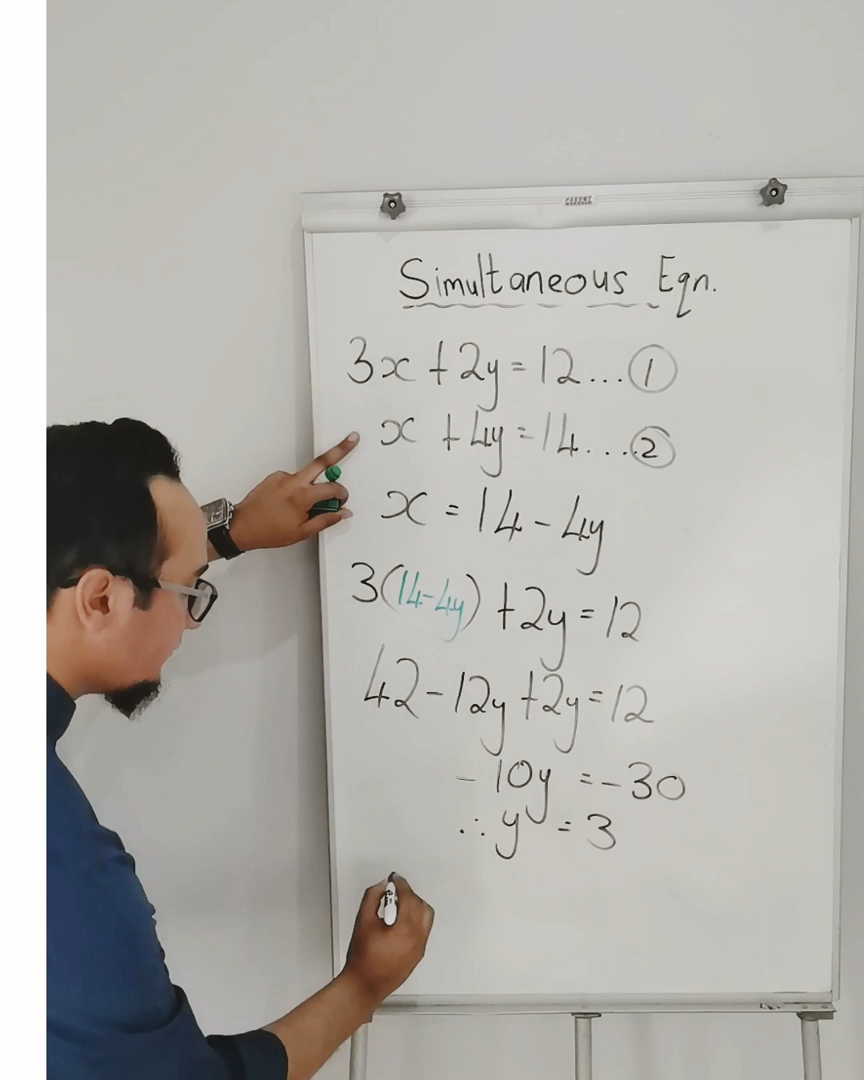 Simultaneous Eqn.
3x + 2y = 12 ... ①
x + 4y = 14 ... ②
x = 14 - 4y
3(14-4y) + 2y = 12
42 - 12y + 2y = 12
- 10y = - 30
∴ y = 3